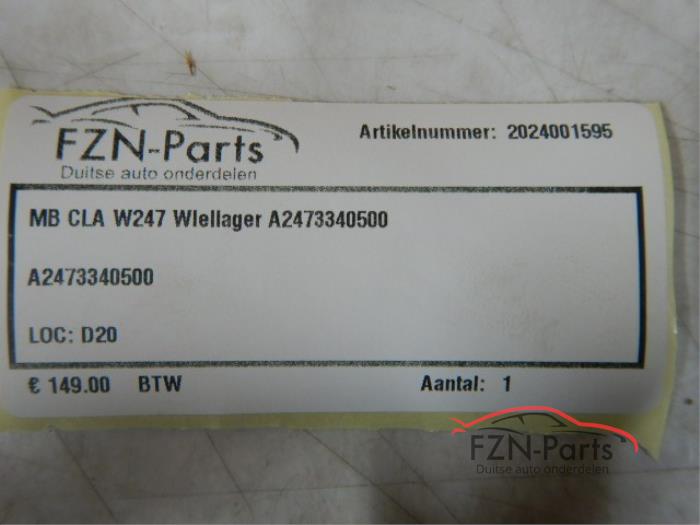 FZN-Parts
Duitse auto onderdelen
Artikelnummer: 2024001595
MB CLA W247 Wiellager A2473340500
A2473340500
LOC: D20
€ 149.00 BTW
Aantal: 1
FZN-Parts
Duitse auto onderdelen